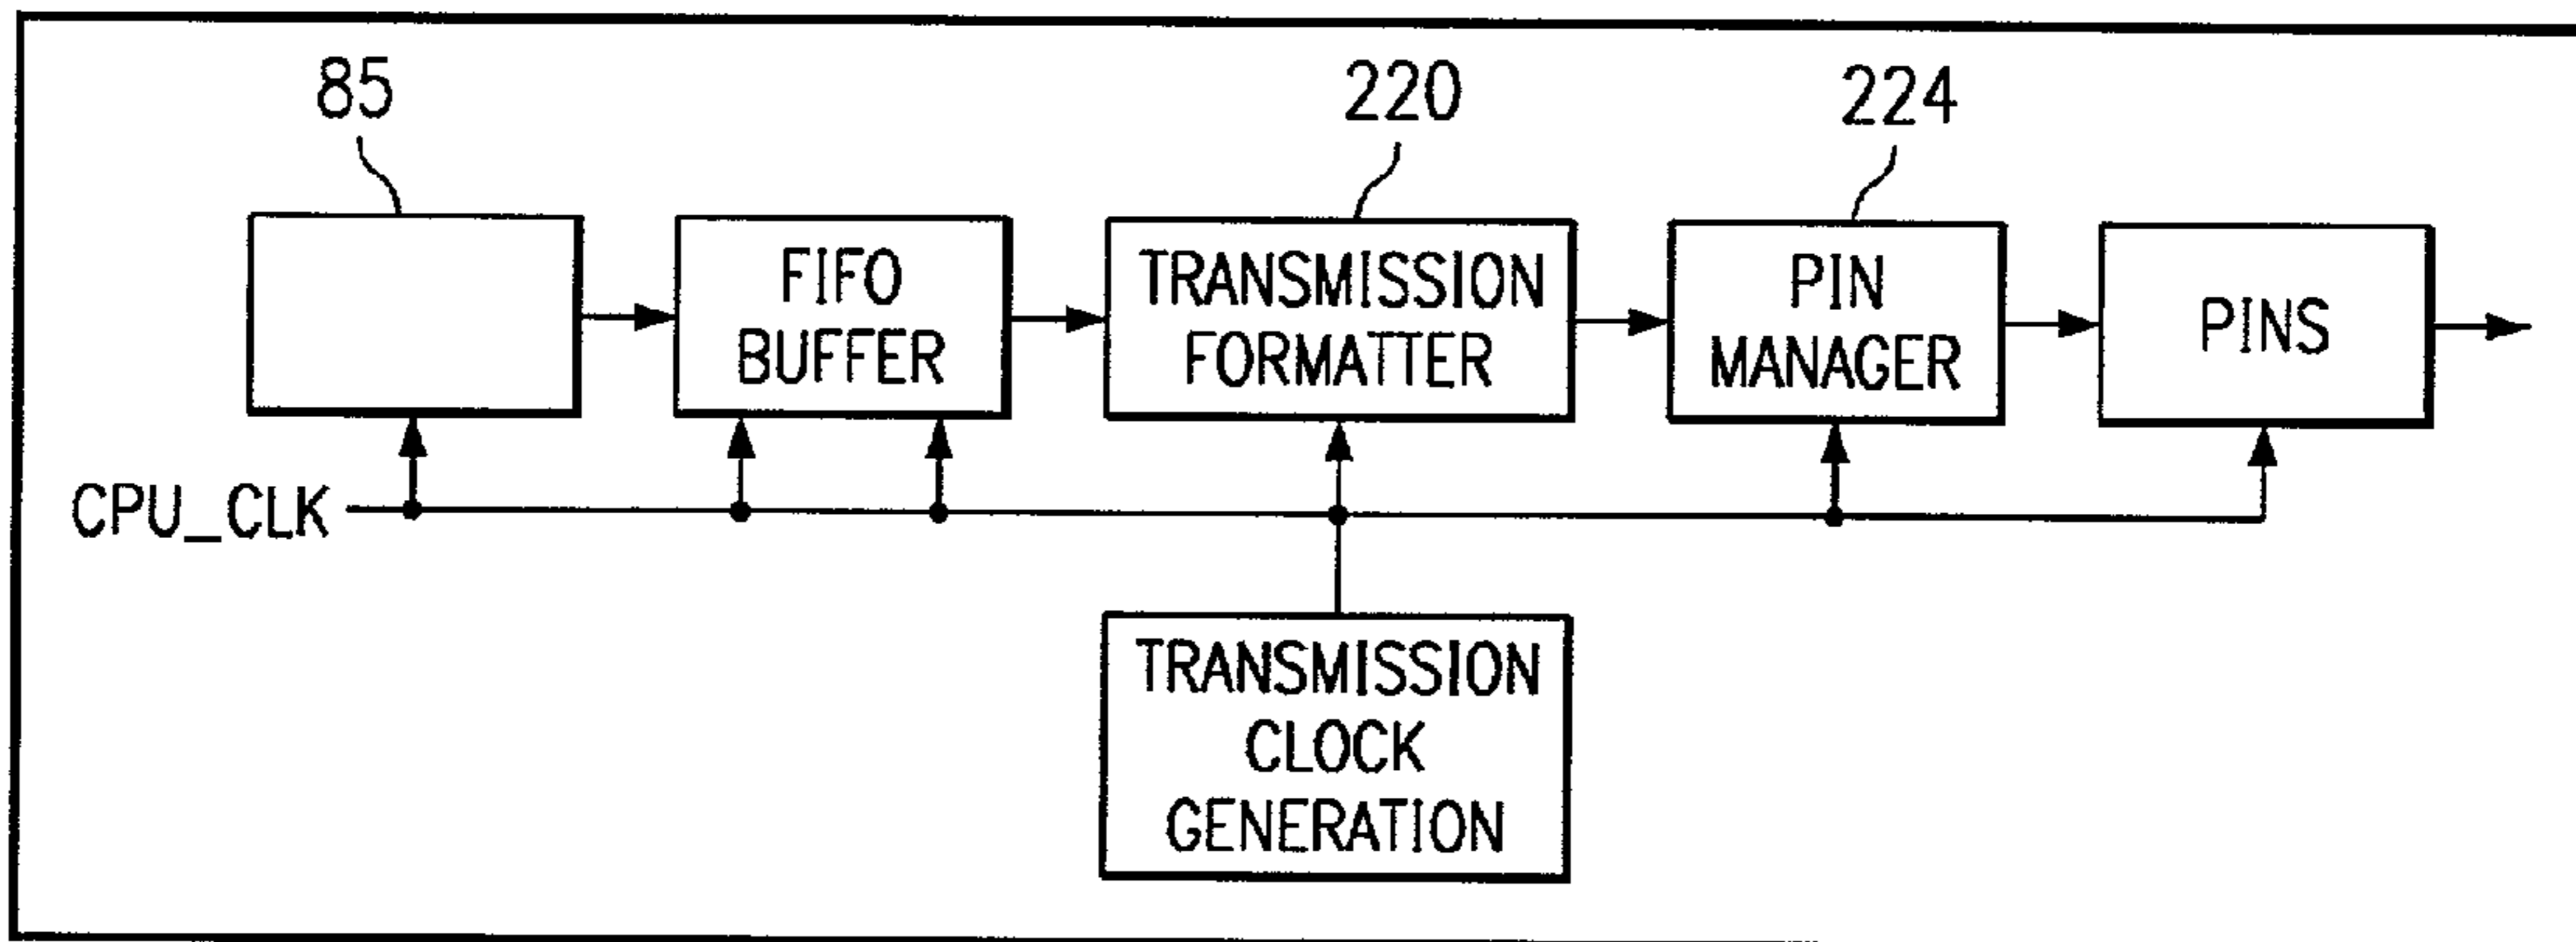 85
220
224
FIFO
BUFFER
TRANSMISSION
FORMATTER
PIN
MANAGER
PINS
CPU_CLK
TRANSMISSION
CLOCK
GENERATION